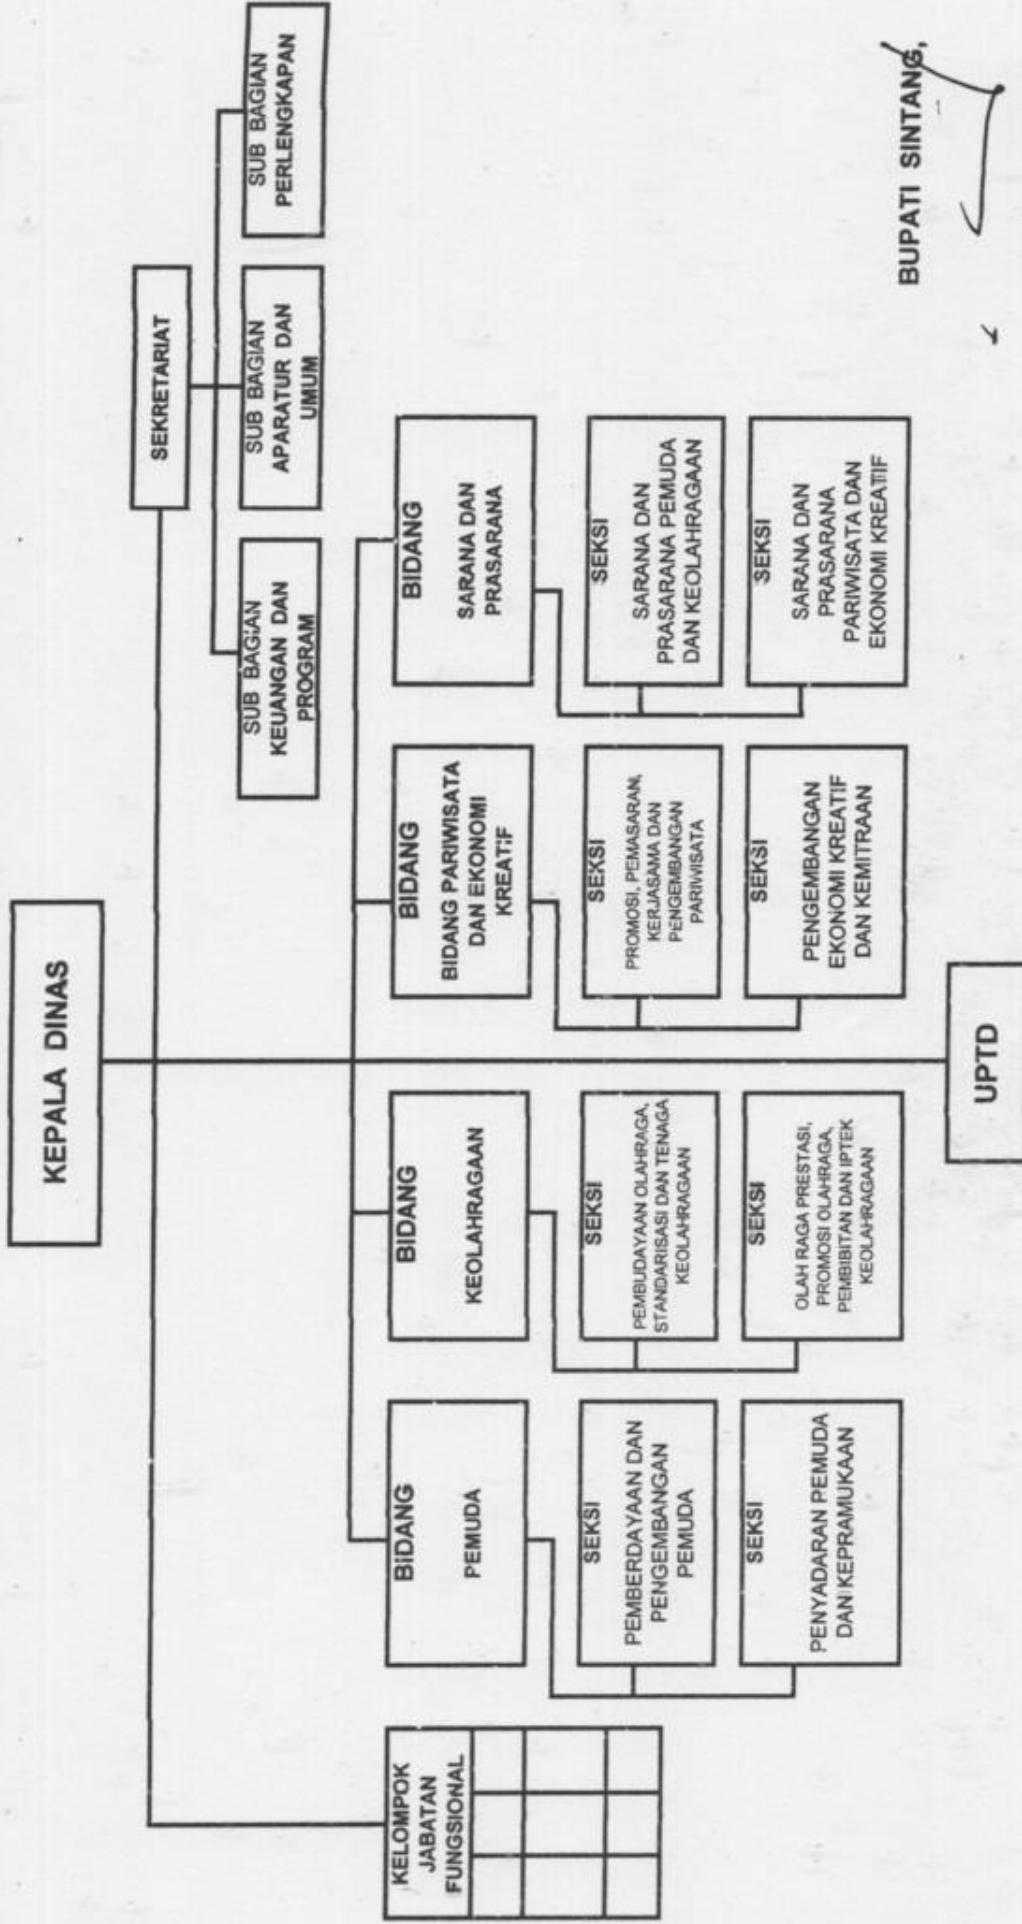 KEPALA DINAS
SEKRETARIAT
SUB BAGIAN
KEUANGAN DAN
PROGRAM
SUB BAGIAN
APARATUR DAN
UMUM
SUB BAGIAN
PERLENGKAPAN
KELOMPOK
JABATAN
FUNGSIONAL
BIDANG
PEMUDA
BIDANG
KEOLAHRAGAAN
BIDANG
BIDANG PARIWISATA
DAN EKONOMI
KREATIF
BIDANG
SARANA DAN
PRASARANA
SEKSI
PEMBERDAYAAN DAN
PENGEMBANGAN
PEMUDA
SEKSI
PEMBUDAYAAN OLAHRAGA,
STANDARISASI DAN TENAGA
KEOLAHRAGAAN
SEKSI
PROMOSI, PEMASARAN,
KERJASAMA DAN
PENGEMBANGAN
PARIWISATA
SEKSI
SARANA DAN
PRASARANA PEMUDA
DAN KEOLAHRAGAAN
SEKSI
PENYADARAN PEMUDA
DAN KEPRAMUKAAN
SEKSI
OLAH RAGA PRESTASI,
PROMOSI OLAHRAGA,
PEMBIBITAN DAN IPTEK
KEOLAHRAGAAN
SEKSI
PENGEMBANGAN
EKONOMI KREATIF
DAN KEMITRAAN
SEKSI
SARANA DAN
PRASARANA
PARIWISATA DAN
EKONOMI KREATIF
UPTD
BUPATI SINTANG,